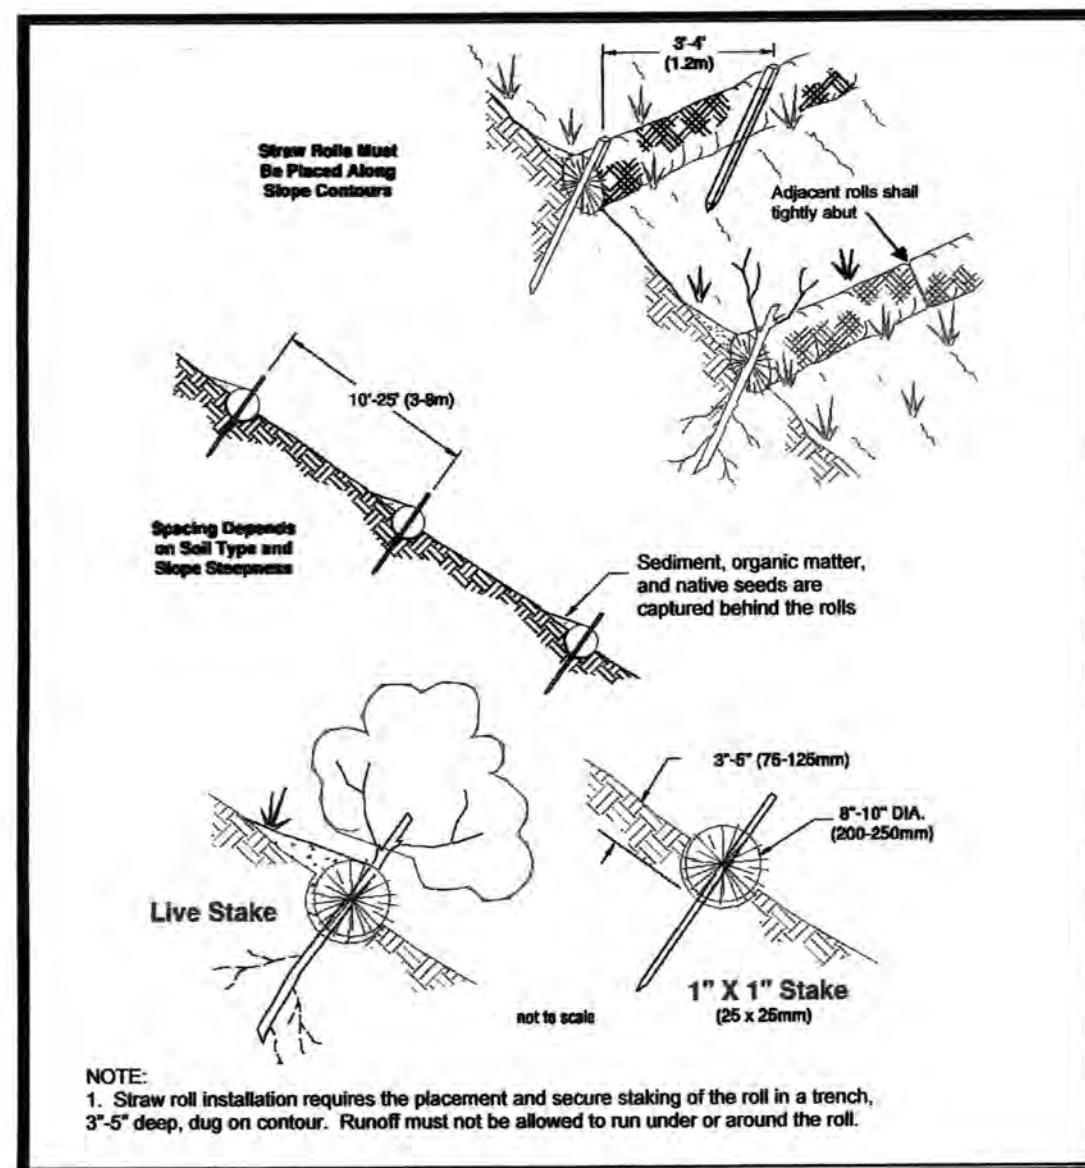 3'-4'
(1.2m)
Straw Rolls Must
Be Placed Along
Slope Contours
Adjacent rolls shall
tightly abut
10'-25' (3-8m)
Spacing Depends
on Soil Type and
Slope Steepness
Sediment, organic matter,
and native seeds are
captured behind the rolls
3"-5" (75-125mm)
8"-10" DIA.
(200-250mm)
Live Stake
1" X 1" Stake
(25 x 25mm)
not to scale
NOTE:
1. Straw roll installation requires the placement and secure staking of the roll in a trench,
3"-5" deep, dug on contour. Runoff must not be allowed to run under or around the roll.